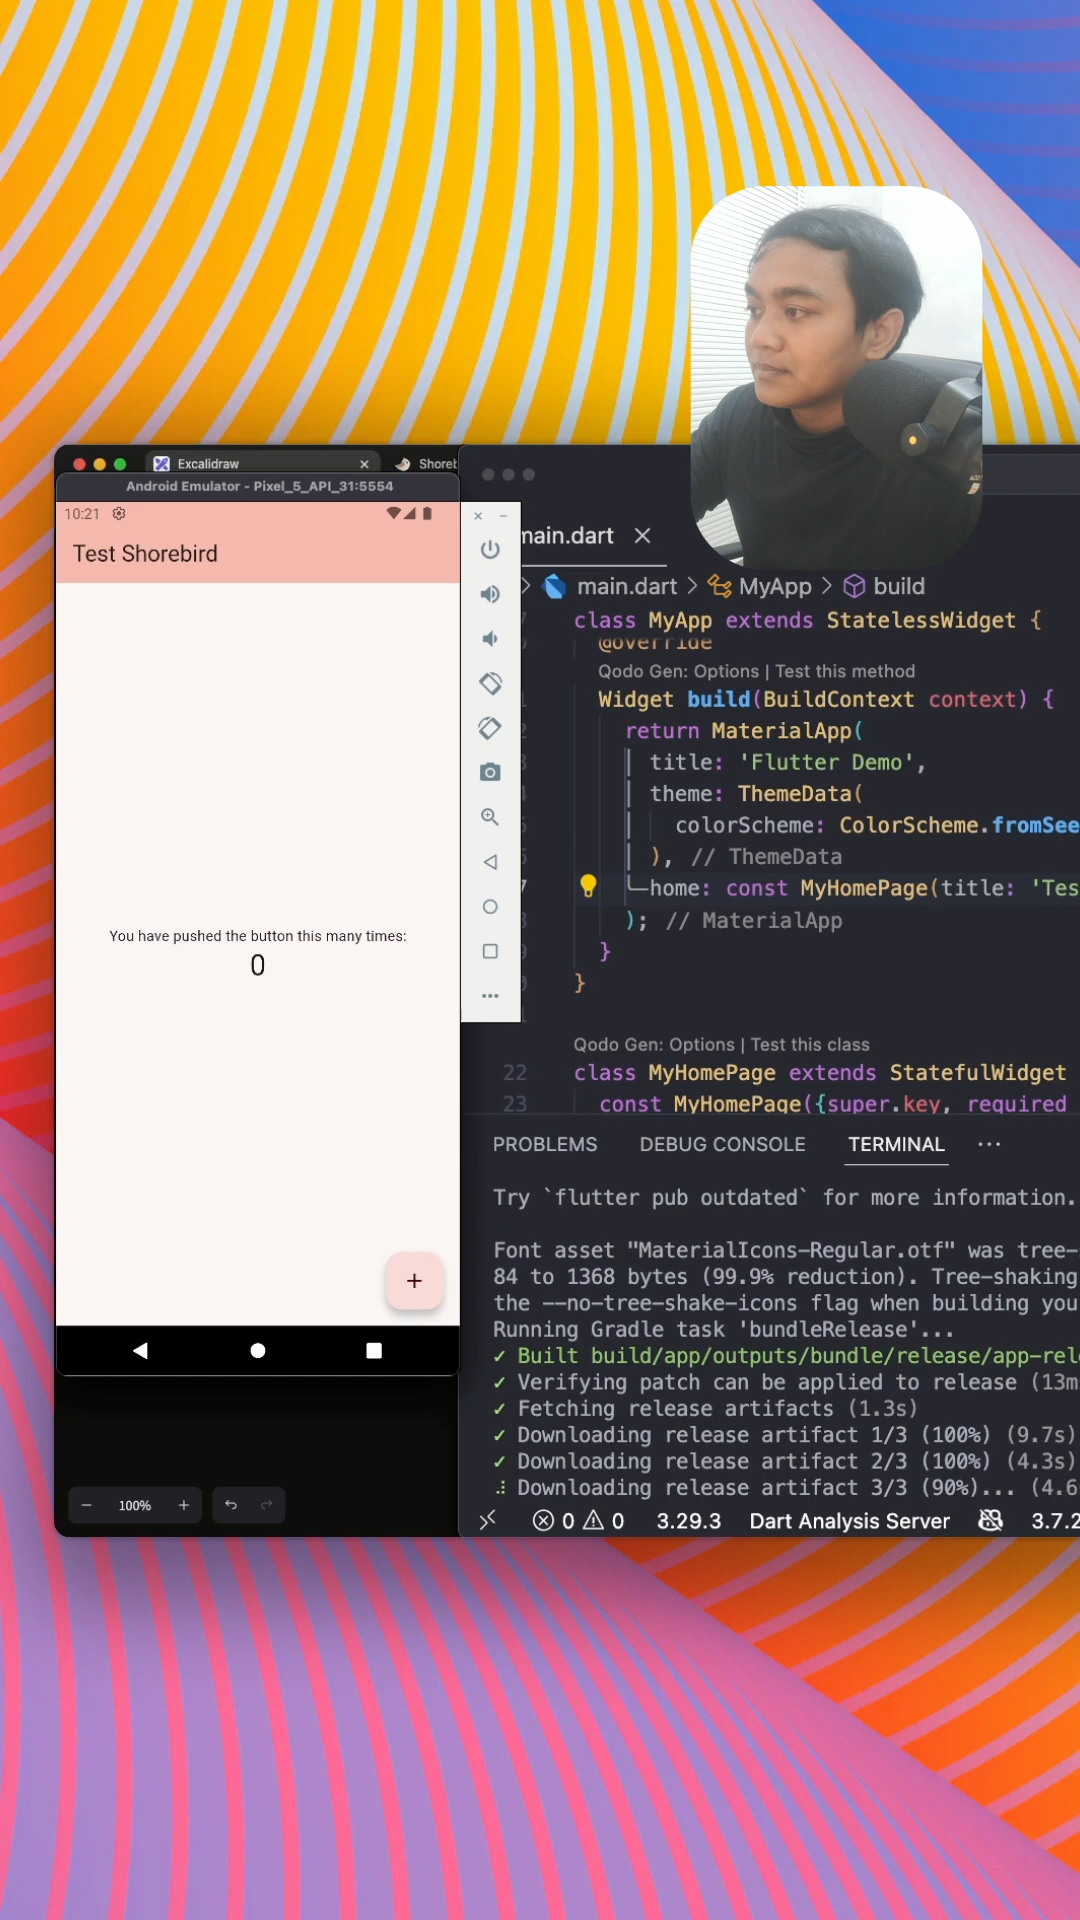 Excalidraw
Shoreb
Android Emulator - Pixel_5_API_31:5554
10:21
Test Shorebird
You have pushed the button this many times:
0
+
100%
main.dart
main.dart > MyApp > build
class MyApp extends StatelessWidget {
@override
Qodo Gen: Options | Test this method
Widget build(BuildContext context) {
return MaterialApp(
title: 'Flutter Demo',
theme: ThemeData(
colorScheme: ColorScheme.fromSee
), // ThemeData
home: const MyHomePage(title: 'Tes
); // MaterialApp
}
}
Qodo Gen: Options | Test this class
22 class MyHomePage extends StatefulWidget
23 const MyHomePage({super.key, required
PROBLEMS DEBUG CONSOLE TERMINAL ...
Try `flutter pub outdated` for more information.
Font asset "MaterialIcons-Regular.otf" was tree-
84 to 1368 bytes (99.9% reduction). Tree-shaking
the --no-tree-shake-icons flag when building you
Running Gradle task 'bundleRelease'...
✓ Built build/app/outputs/bundle/release/app-rel
✓ Verifying patch can be applied to release (13m
✓ Fetching release artifacts (1.3s)
✓ Downloading release artifact 1/3 (100%) (9.7s)
✓ Downloading release artifact 2/3 (100%) (4.3s)
Downloading release artifact 3/3 (90%)... (4.6
0 0 3.29.3 Dart Analysis Server 3.7.2